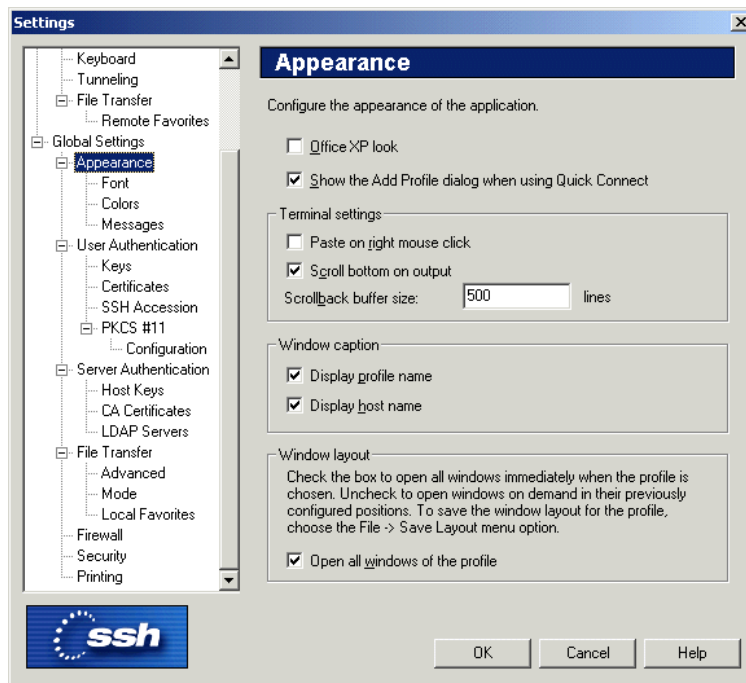 Settings
Keyboard
Tunneling
File Transfer
Remote Favorites
Global Settings
Appearance
Font
Colors
Messages
User Authentication
Keys
Certificates
SSH Accession
PKCS #11
Configuration
Server Authentication
Host Keys
CA Certificates
LDAP Servers
File Transfer
Advanced
Mode
Local Favorites
Firewall
Security
Printing
ssh
Appearance
Configure the appearance of the application.
Office XP look
Show the Add Profile dialog when using Quick Connect
Terminal settings
Paste on right mouse click
Scroll bottom on output
Scrollback buffer size: 500 lines
Window caption
Display profile name
Display host name
Window layout
Check the box to open all windows immediately when the profile is
chosen. Uncheck to open windows on demand in their previously
configured positions. To save the window layout for the profile,
choose the File -> Save Layout menu option.
Open all windows of the profile
OK Cancel Help